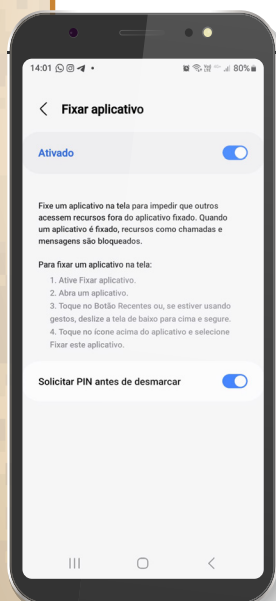 14:01
80%
Fixar aplicativo
Ativado
Fixe um aplicativo na tela para impedir que outros
acessem recursos fora do aplicativo fixado. Quando
um aplicativo é fixado, recursos como chamadas e
mensagens são bloqueados.
Para fixar um aplicativo na tela:
1. Ative Fixar aplicativo.
2. Abra um aplicativo.
3. Toque no Botão Recentes ou, se estiver usando
gestos, deslize a tela de baixo para cima e segure.
4. Toque no ícone acima do aplicativo e selecione
Fixar este aplicativo.
Solicitar PIN antes de desmarcar